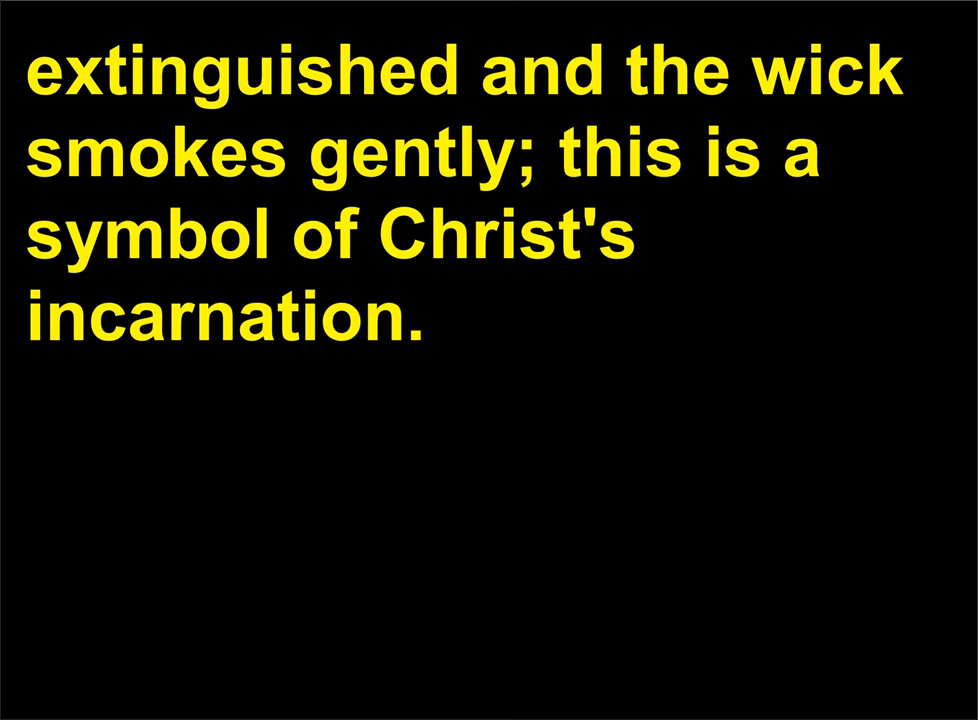 extinguished and the wick
smokes gently; this is a
symbol of Christ's
incarnation.